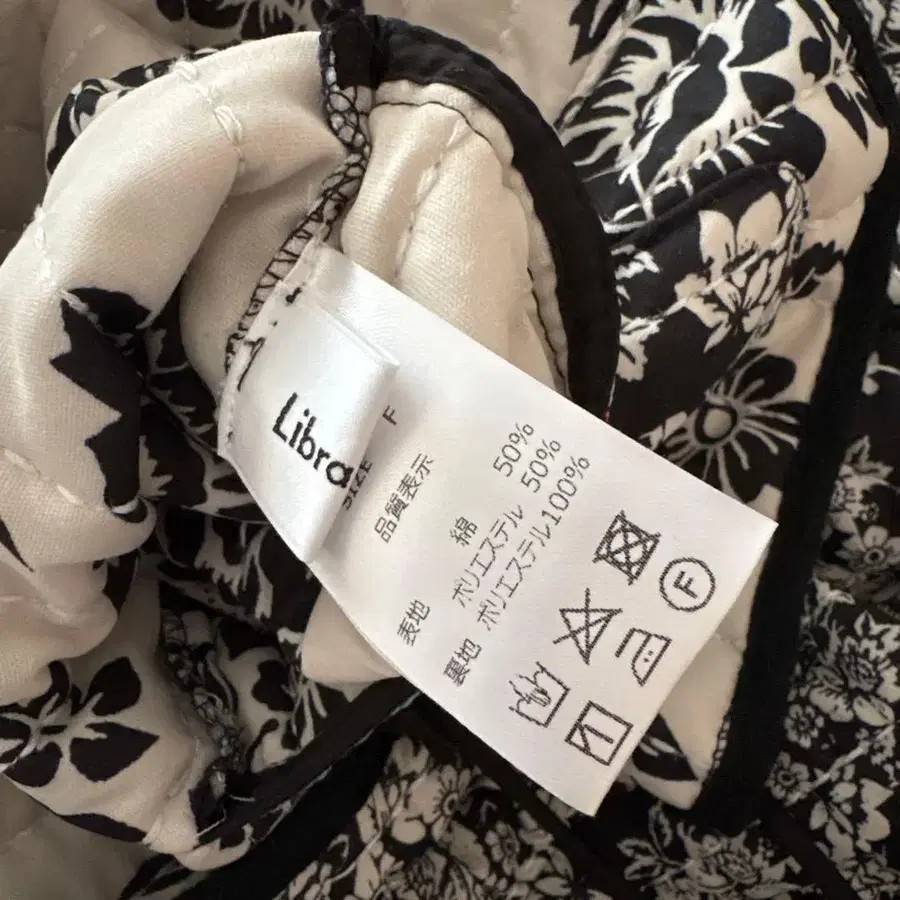 Libra
SIZE F
品質表示
表地 綿 50%
ポリエステル 50%
裏地 ポリエステル100%
F